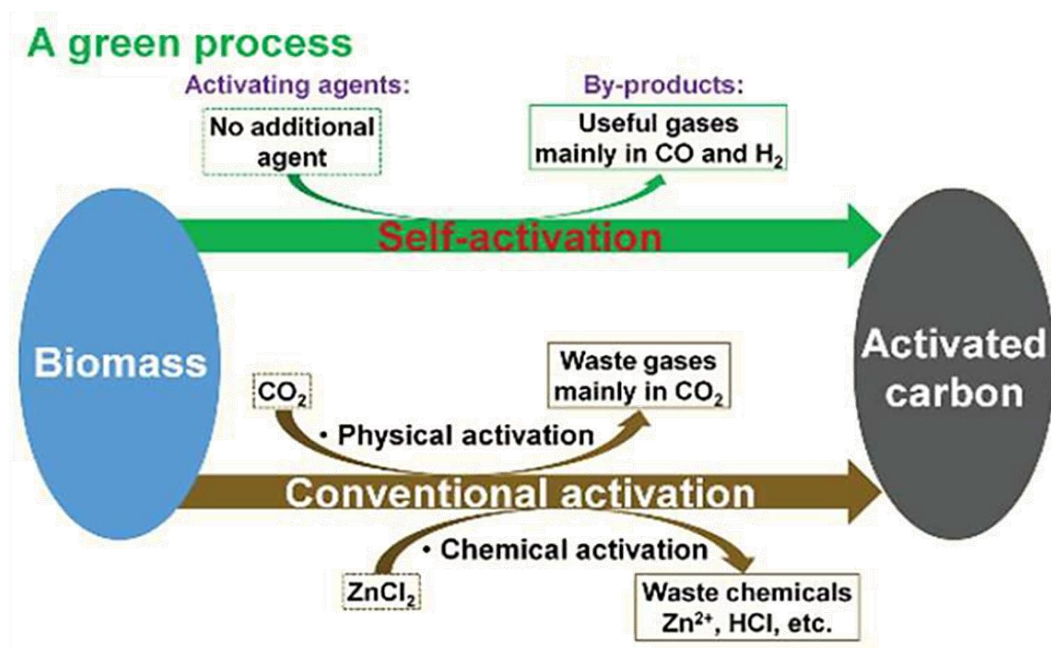 A green process
Activating agents:
By-products:
No additional
agent
Useful gases
mainly in CO and H₂
Self-activation
Biomass
Activated
carbon
CO₂
Waste gases
mainly in CO₂
• Physical activation
Conventional activation
• Chemical activation
ZnCl₂
Waste chemicals
Zn²⁺, HCl, etc.